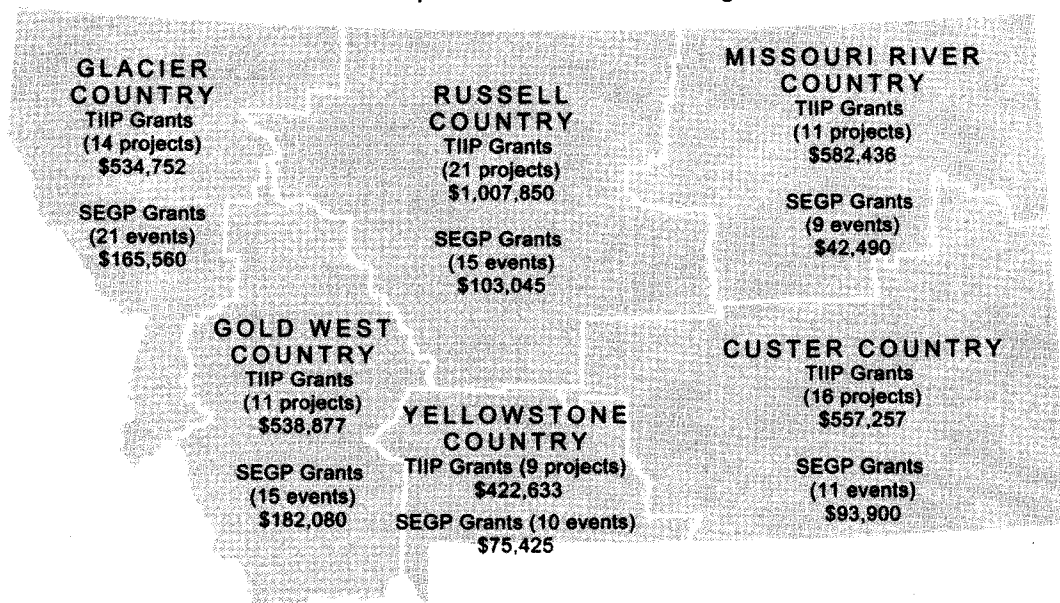 GLACIER
COUNTRY
TIIP Grants
(14 projects)
$534,752
SEGP Grants
(21 events)
$165,560
RUSSELL
COUNTRY
TIIP Grants
(21 projects)
$1,007,850
SEGP Grants
(15 events)
$103,045
MISSOURI RIVER
COUNTRY
TIIP Grants
(11 projects)
$582,436
SEGP Grants
(9 events)
$42,490
GOLD WEST
COUNTRY
TIIP Grants
(11 projects)
$538,877
SEGP Grants
(15 events)
$182,080
YELLOWSTONE
COUNTRY
TIIP Grants (9 projects)
$422,633
SEGP Grants (10 events)
$75,425
CUSTER COUNTRY
TIIP Grants
(16 projects)
$557,257
SEGP Grants
(11 events)
$93,900